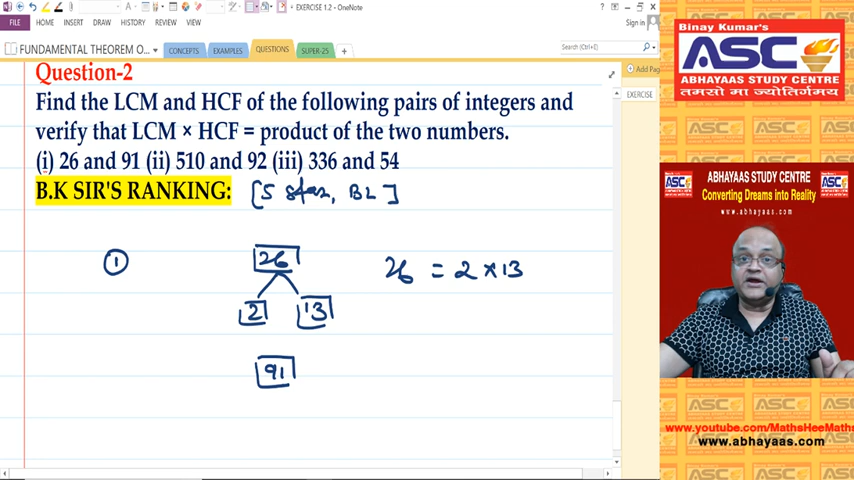 EXERCISE 1.2 - OneNote
FILE HOME INSERT DRAW HISTORY REVIEW VIEW
Sign in
FUNDAMENTAL THEOREM O... CONCEPTS EXAMPLES QUESTIONS SUPER-25 +
Search (Ctrl+E)
Add Pag
EXERCISE
Question-2
Find the LCM and HCF of the following pairs of integers and
verify that LCM × HCF = product of the two numbers.
(i) 26 and 91 (ii) 510 and 92 (iii) 336 and 54
B.K SIR'S RANKING: [5 Star, BL]
1
26
26 = 2 × 13
2 13
91
Binay Kumar's
ASC
ABHAYAAS STUDY CENTRE
तमसो मा ज्योतिर्गमय
ABHAYAAS STUDY CENTRE
Converting Dreams into Reality
www.abhayaas.com
www.youtube.com/MathsHeeMaths
www.abhayaas.com